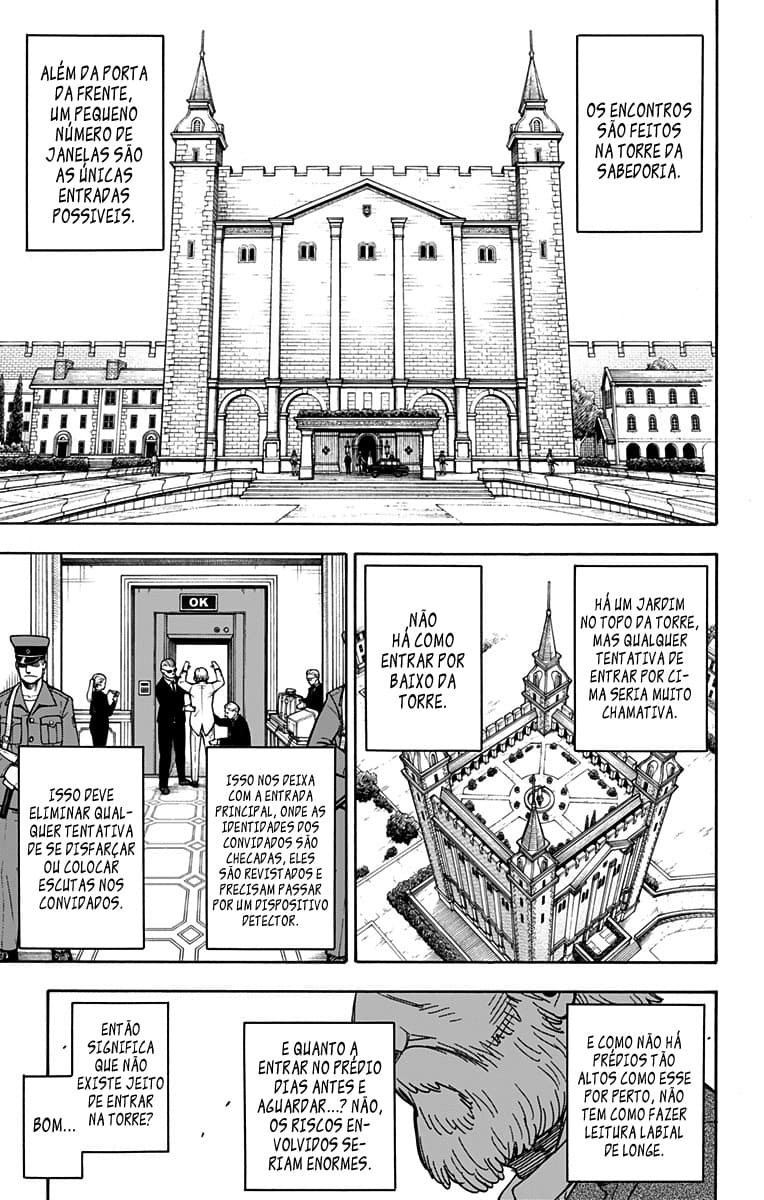 OS ENCONTROS
SÃO FEITOS
NA TORRE DA
SABEDORIA.
ALÉM DA PORTA
DA FRENTE,
UM PEQUENO
NÚMERO DE
JANELAS SÃO
AS ÚNICAS
ENTRADAS
POSSIVEIS.
HÁ UM JARDIM
NO TOPO DA TORRE,
MAS QUALQUER
TENTATIVA DE
ENTRAR POR CI-
MA SERIA MUITO
CHAMATIVA.
NÃO
HÁ COMO
ENTRAR POR
BAIXO DA
TORRE.
OK
ISSO NOS DEIXA
COM A ENTRADA
PRINCIPAL, ONDE AS
IDENTIDADES DOS
CONVIDADOS SÃO
CHECADAS, ELES
SÃO REVISTADOS E
PRECISAM PASSAR
POR UM DISPOSITIVO
DETECTOR.
ISSO DEVE
ELIMINAR QUAL-
QUER TENTATIVA
DE SE DISFARÇAR
OU COLOCAR
ESCUTAS NOS
CONVIDADOS.
E COMO NÃO HÁ
PRÉDIOS TÃO
ALTOS COMO ESSE
POR PERTO, NÃO
TEM COMO FAZER
LEITURA LABIAL
DE LONGE.
E QUANTO A
ENTRAR NO PRÉDIO
DIAS ANTES E
AGUARDAR...? NÃO,
OS RISCOS EN-
VOLVIDOS SE-
RIAM ENORMES.
ENTÃO
SIGNIFICA
QUE NÃO
EXISTE JEITO
DE ENTRAR
NA TORRE?
BOM...